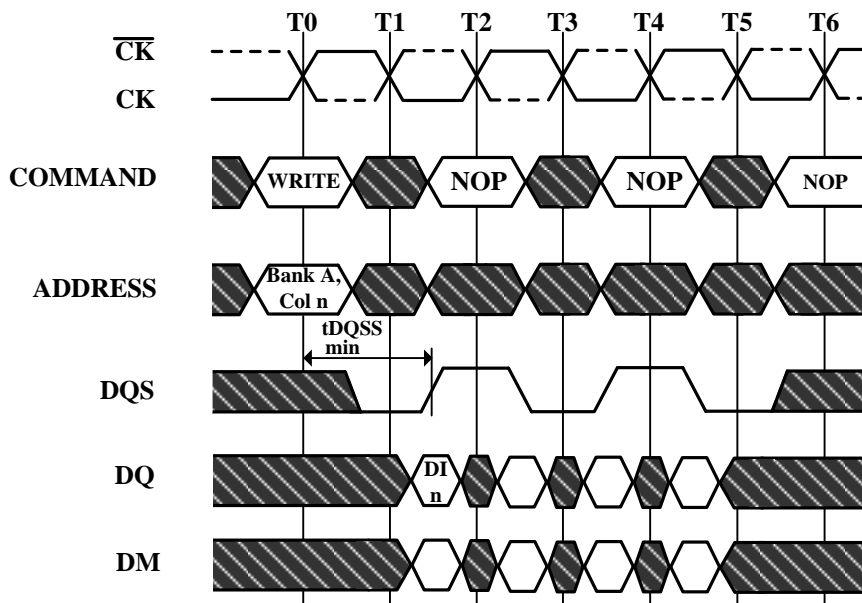 T0 T1 T2 T3 T4 T5 T6
CK
CK
COMMAND
WRITE NOP NOP NOP
ADDRESS
Bank A,
Col n
tDQSS
min
DQS
DQ
DI
n
DM